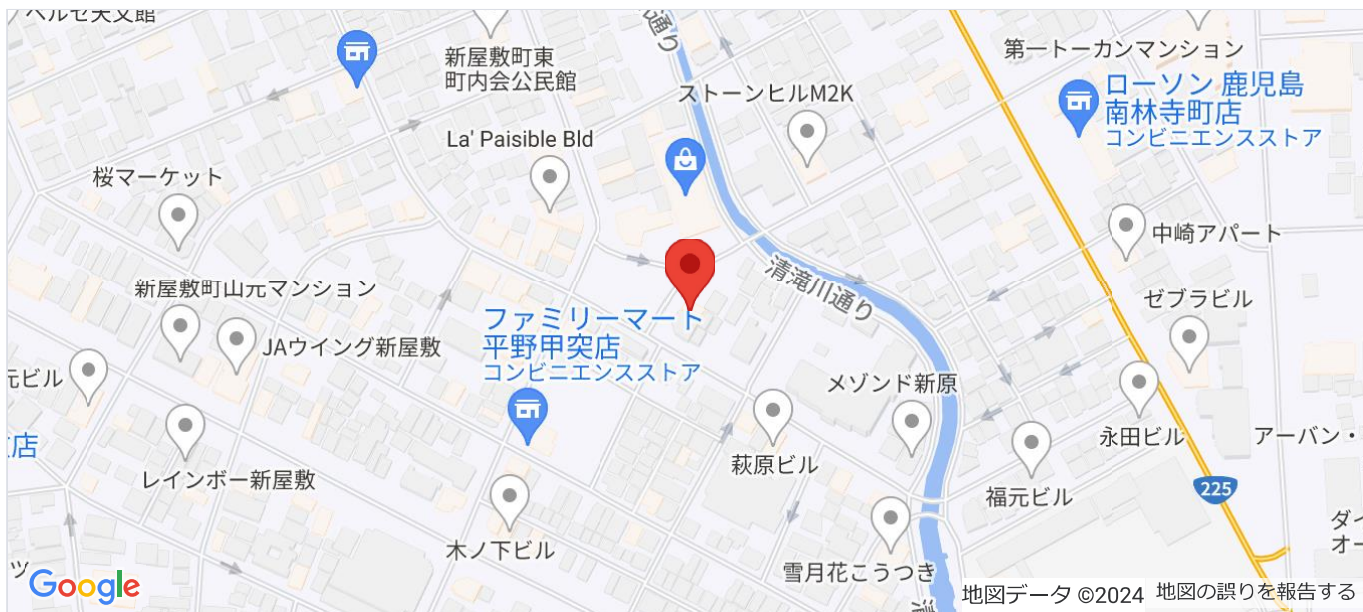 ベルセ天文館
新屋敷町東
町内会公民館
通り
第一トーカンマンション
ローソン 鹿児島
南林寺町店
コンビニエンスストア
ストーンヒルM2K
La' Paisible Bld
桜マーケット
中崎アパート
清滝川通り
新屋敷町山元マンション
ゼブラビル
ファミリーマート
平野甲突店
コンビニエンスストア
JAウイング新屋敷
元ビル
メゾンド新原
店
永田ビル
アーバン・
萩原ビル
レインボー新屋敷
225
福元ビル
ダイ
オー
木ノ下ビル
雪月花こうつき
ツ
Google
地図データ ©2024
地図の誤りを報告する